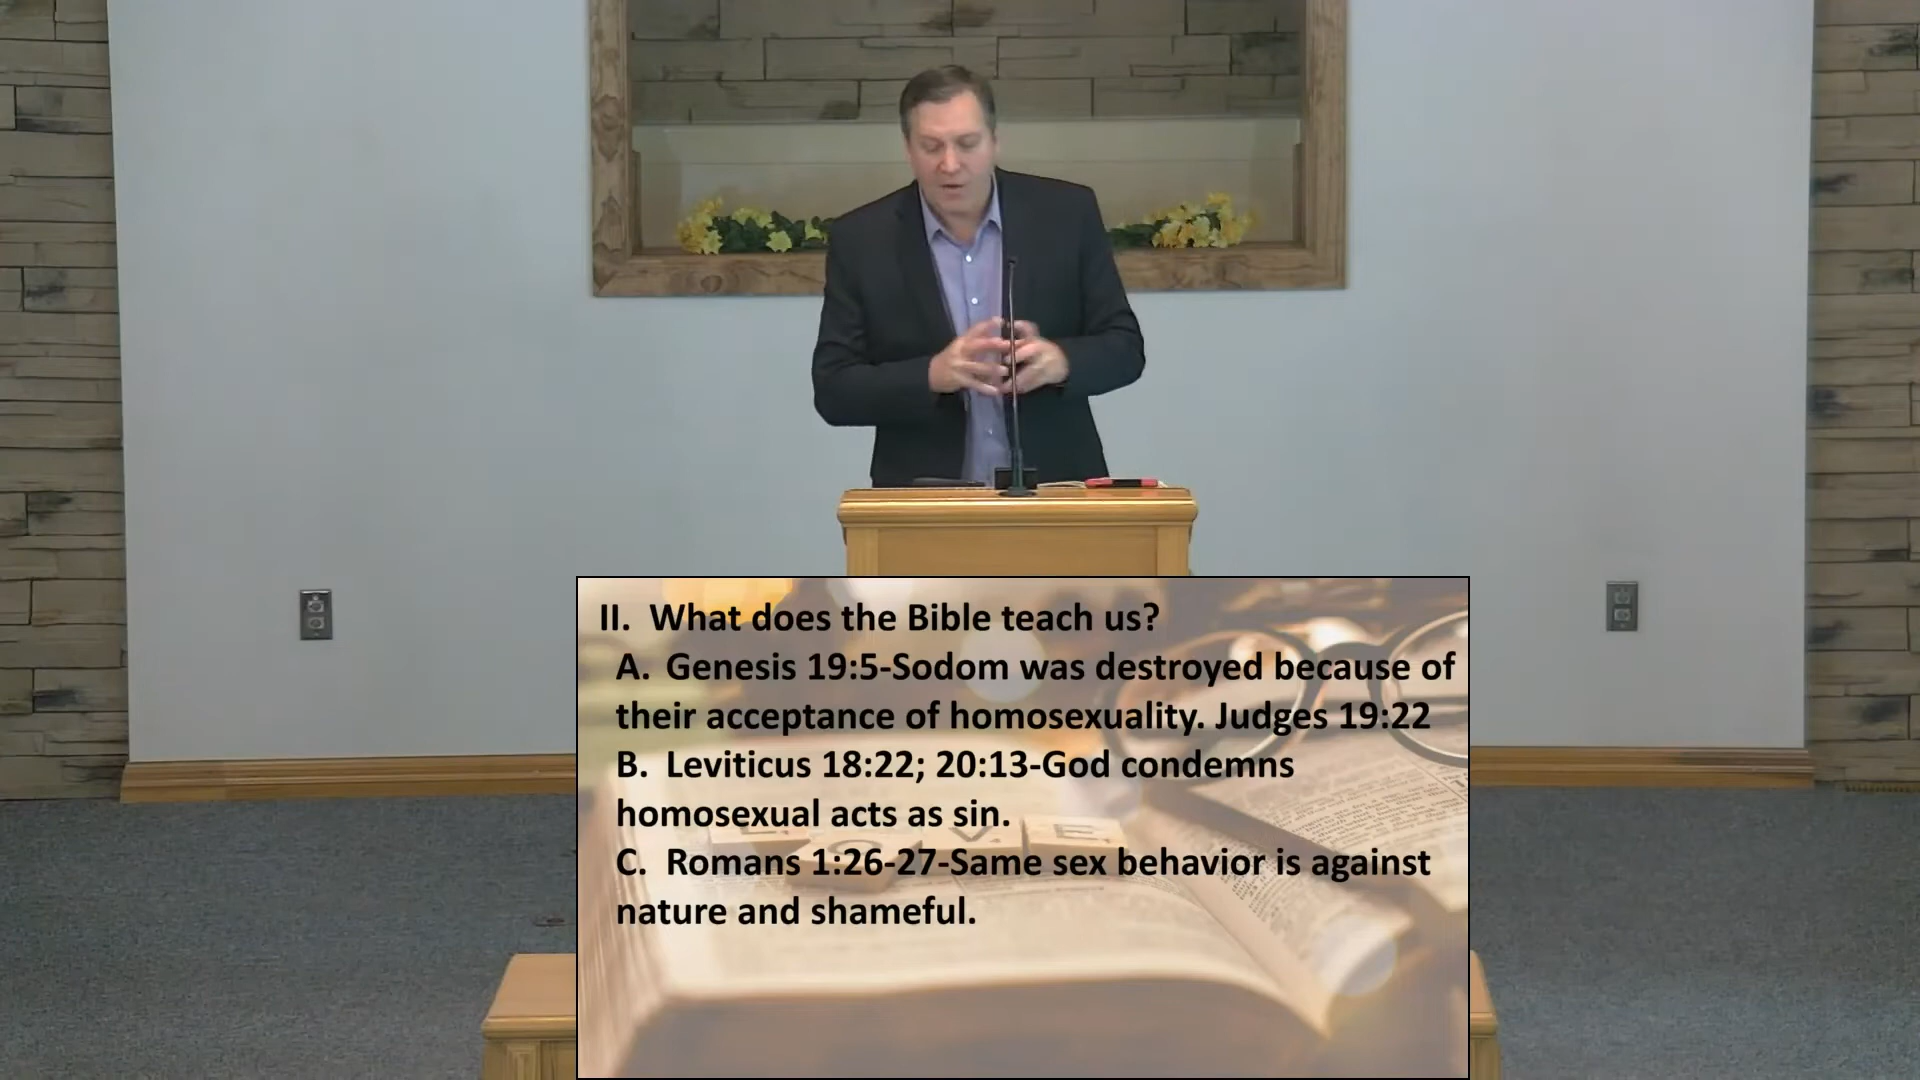 II. What does the Bible teach us?
A. Genesis 19:5-Sodom was destroyed because of
their acceptance of homosexuality. Judges 19:22
B. Leviticus 18:22; 20:13-God condemns
homosexual acts as sin.
C. Romans 1:26-27-Same sex behavior is against
nature and shameful.